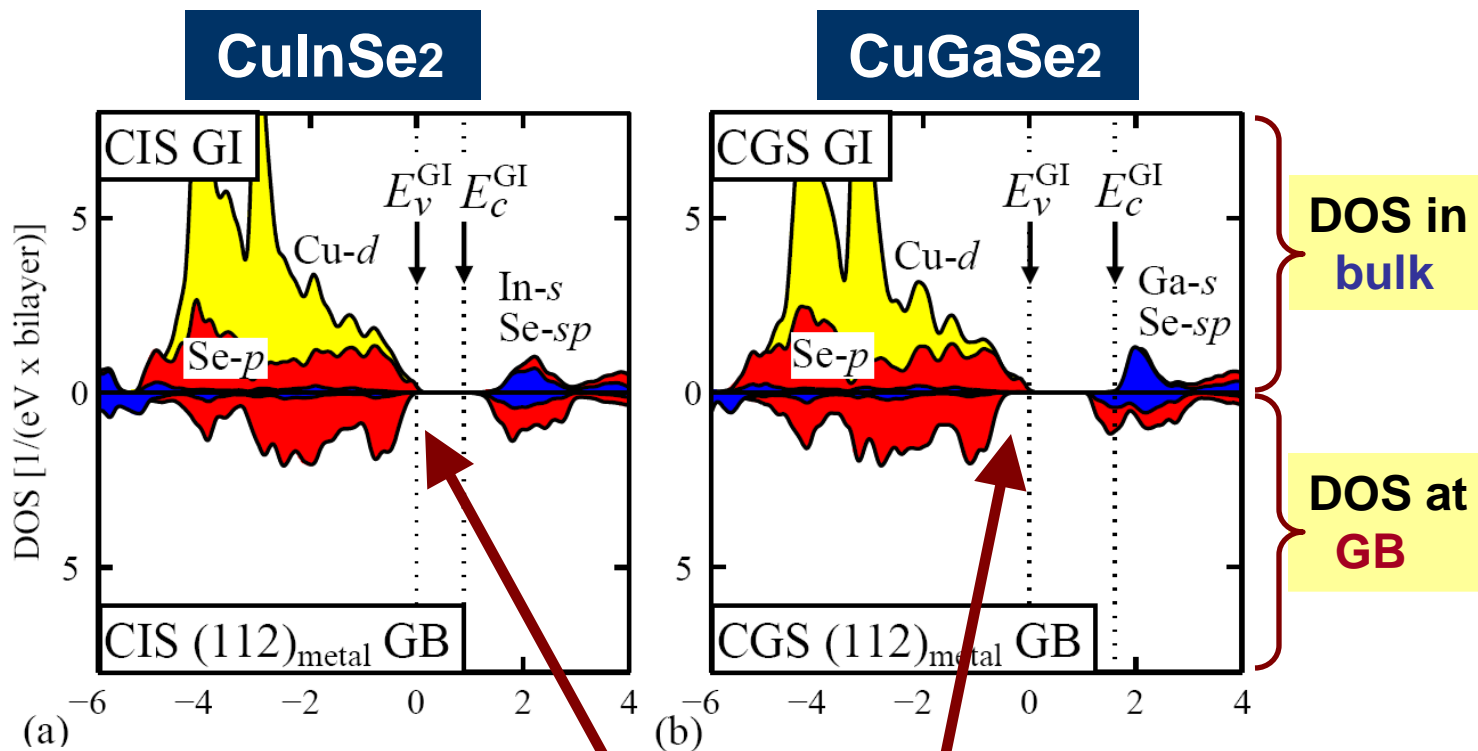 CuInSe2
CuGaSe2
CIS GI
E_v^GI E_c^GI
Cu-d
In-s
Se-sp
Se-p
CIS (112)metal GB
CGS GI
E_v^GI
E_c^GI
Cu-d
Ga-s
Se-sp
Se-p
CGS (112)metal GB
DOS in
bulk
DOS at
GB
DOS [1/(eV x bilayer)]
5
0
5
−6 −4 −2 0 2 4
(a)
−6 −4 −2 0 2 4
(b)